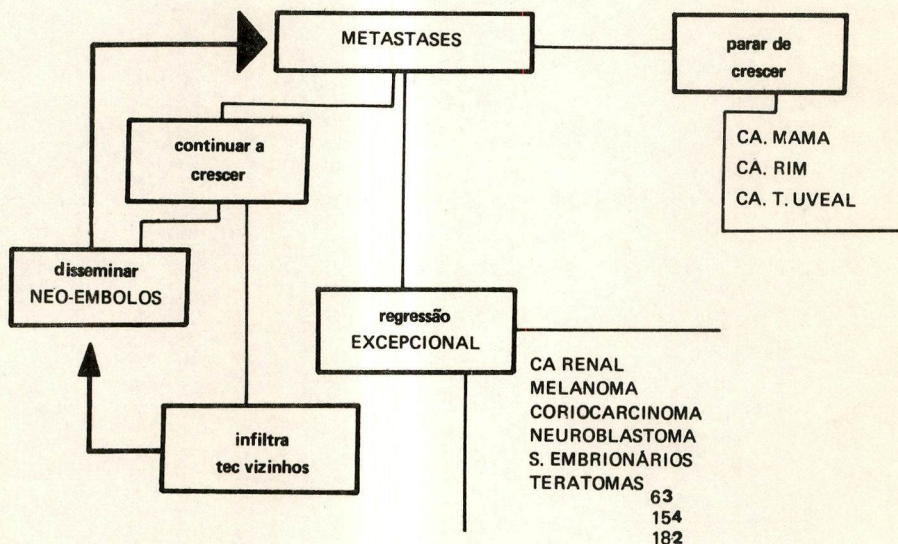 METASTASES
parar de
crescer
continuar a
crescer
CA. MAMA
CA. RIM
CA. T. UVEAL
disseminar
NEO-EMBOLOS
regressão
EXCEPCIONAL
CA RENAL
MELANOMA
CORIOCARCINOMA
NEUROBLASTOMA
S. EMBRIONÁRIOS
TERATOMAS
63
154
182
infiltra
tec vizinhos